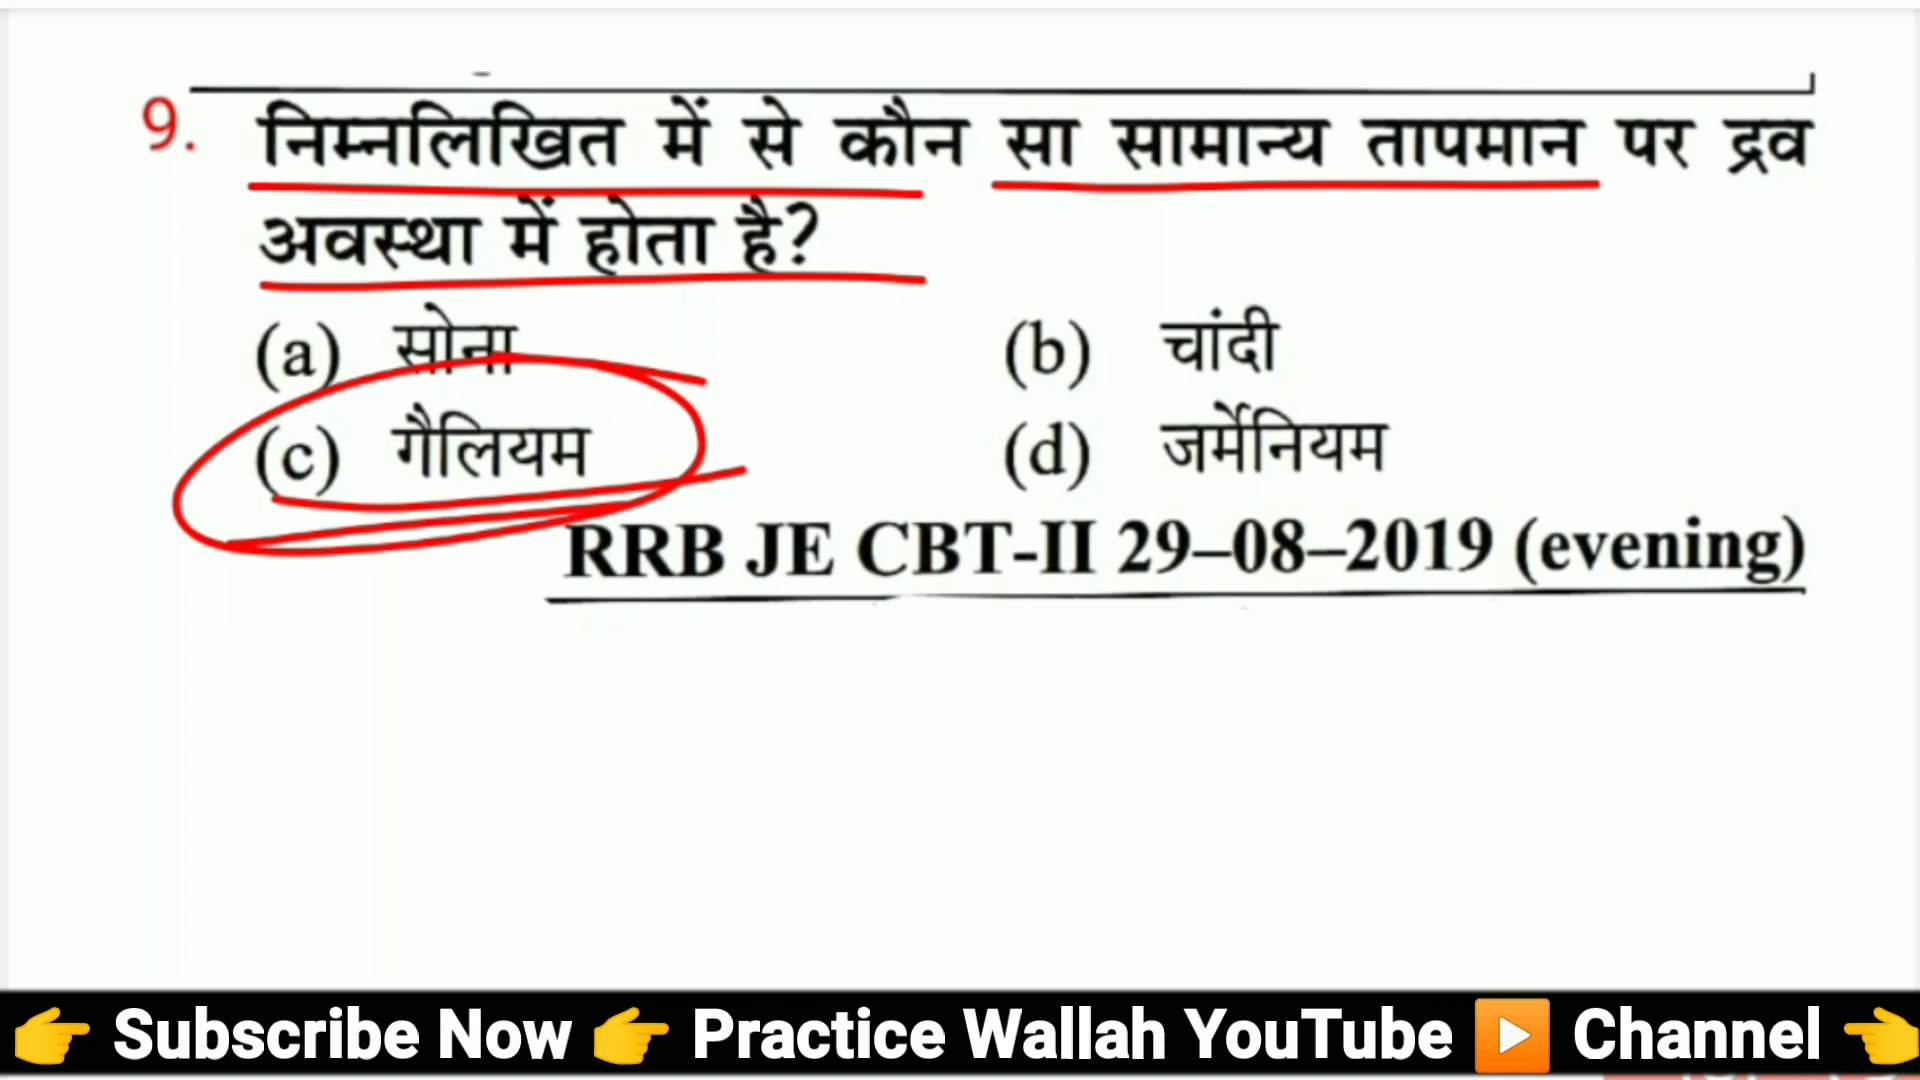 9. निम्नलिखित में से कौन सा सामान्य तापमान पर द्रव
अवस्था में होता है?
(a) सोना (b) चांदी
(c) गैलियम (d) जर्मेनियम
RRB JE CBT-II 29–08–2019 (evening)
👉 Subscribe Now 👉 Practice Wallah YouTube ▶️ Channel 👈